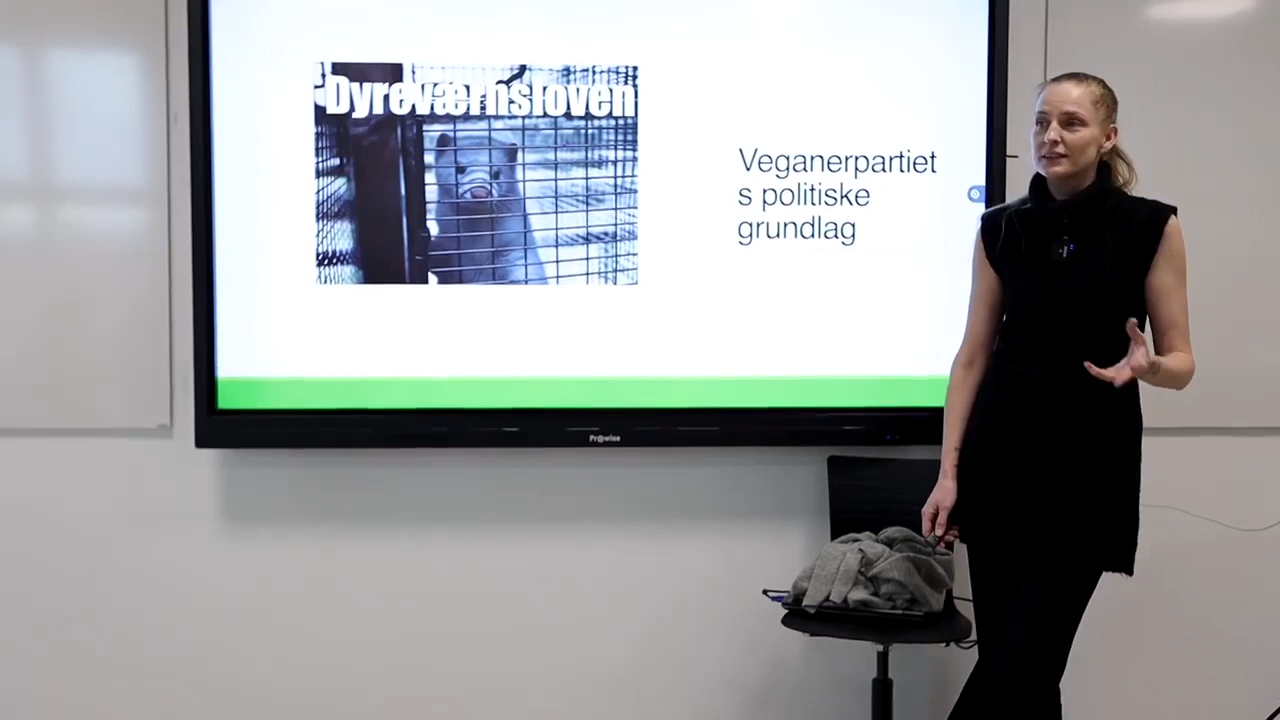 Dyreværnsloven
Veganerpartiet
s politiske
grundlag
Pr@wise